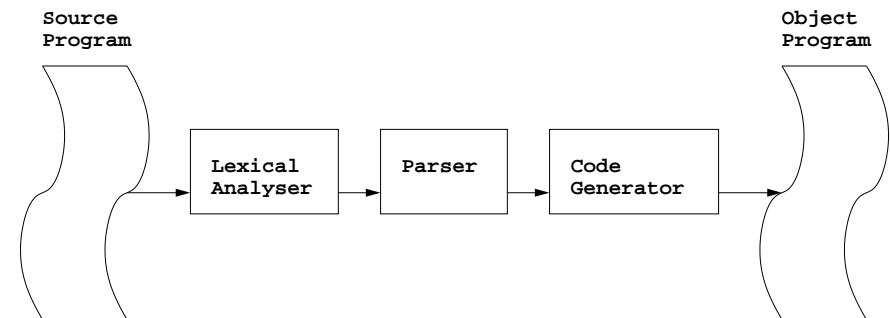 Source
Program
Object
Program
Lexical
Analyser
Parser
Code
Generator